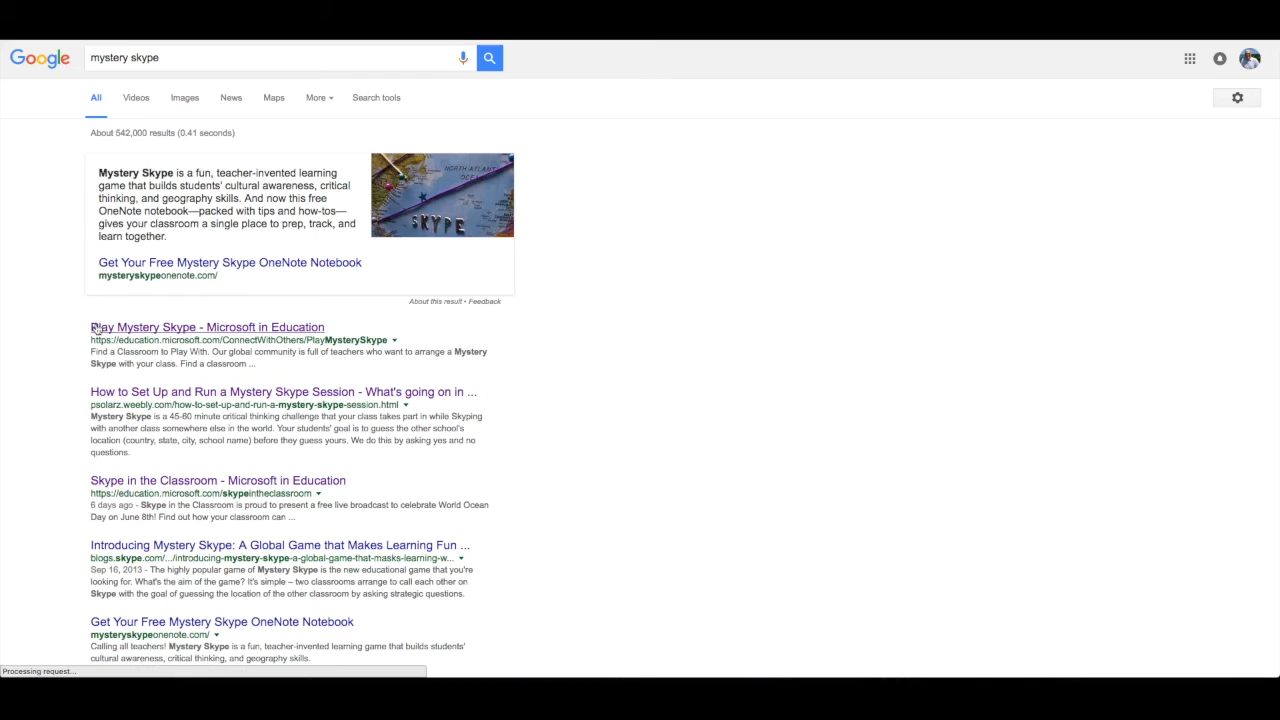 Google
mystery skype
All Videos Images News Maps More Search tools
About 542,000 results (0.41 seconds)
Mystery Skype is a fun, teacher-invented learning
game that builds students' cultural awareness, critical
thinking, and geography skills. And now this free
OneNote notebook—packed with tips and how-tos—
gives your classroom a single place to prep, track, and
learn together.
NORTH ATLANTIC
SKYPE
Get Your Free Mystery Skype OneNote Notebook
mysteryskypeonenote.com/
About this result • Feedback
Play Mystery Skype - Microsoft in Education
https://education.microsoft.com/ConnectWithOthers/PlayMysterySkype
Find a Classroom to Play With. Our global community is full of teachers who want to arrange a Mystery
Skype with your class. Find a classroom ...
How to Set Up and Run a Mystery Skype Session - What's going on in ...
psolarz.weebly.com/how-to-set-up-and-run-a-mystery-skype-session.html
Mystery Skype is a 45-60 minute critical thinking challenge that your class takes part in while Skyping
with another class somewhere else in the world. Your students' goal is to guess the other school's
location (country, state, city, school name) before they guess yours. We do this by asking yes and no
questions.
Skype in the Classroom - Microsoft in Education
https://education.microsoft.com/skypeintheclassroom
6 days ago - Skype in the Classroom is proud to present a free live broadcast to celebrate World Ocean
Day on June 8th! Find out how your classroom can ...
Introducing Mystery Skype: A Global Game that Makes Learning Fun ...
blogs.skype.com/.../introducing-mystery-skype-a-global-game-that-masks-learning-w...
Sep 16, 2013 - The highly popular game of Mystery Skype is the new educational game that you're
looking for. What's the aim of the game? It's simple – two classrooms arrange to call each other on
Skype with the goal of guessing the location of the other classroom by asking strategic questions.
Get Your Free Mystery Skype OneNote Notebook
mysteryskypeonenote.com/
Calling all teachers! Mystery Skype is a fun, teacher-invented learning game that builds students'
cultural awareness, critical thinking, and geography skills.
Processing request...